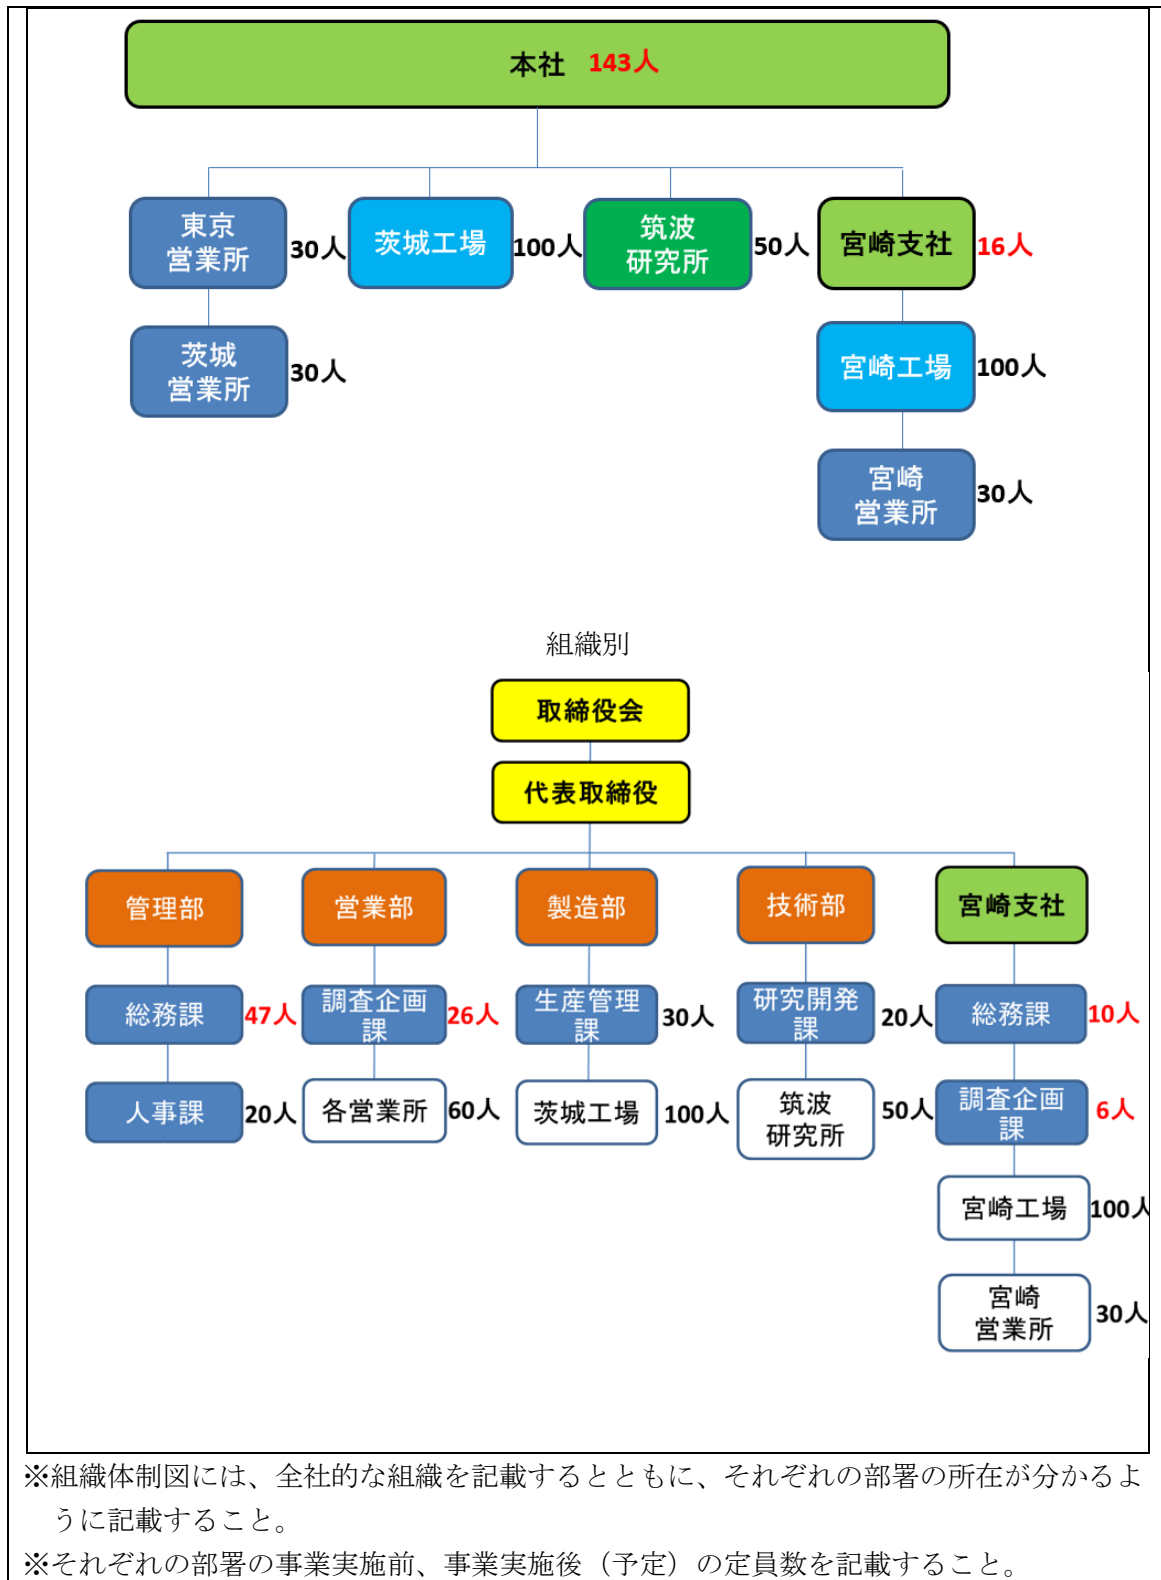 本社 143人
東京
営業所
30人
茨城工場
100人
筑波
研究所
50人
宮崎支社
16人
茨城
営業所
30人
宮崎工場
100人
宮崎
営業所
30人
組織別
取締役会
代表取締役
管理部
営業部
製造部
技術部
宮崎支社
総務課
47人
調査企画
課
26人
生産管理
課
30人
研究開発
課
20人
総務課
10人
人事課
20人
各営業所
60人
茨城工場
100人
筑波
研究所
50人
調査企画
課
6人
宮崎工場
100人
宮崎
営業所
30人
※組織体制図には、全社的な組織を記載するとともに、それぞれの部署の所在が分かるよ
うに記載すること。
※それぞれの部署の事業実施前、事業実施後（予定）の定員数を記載すること。